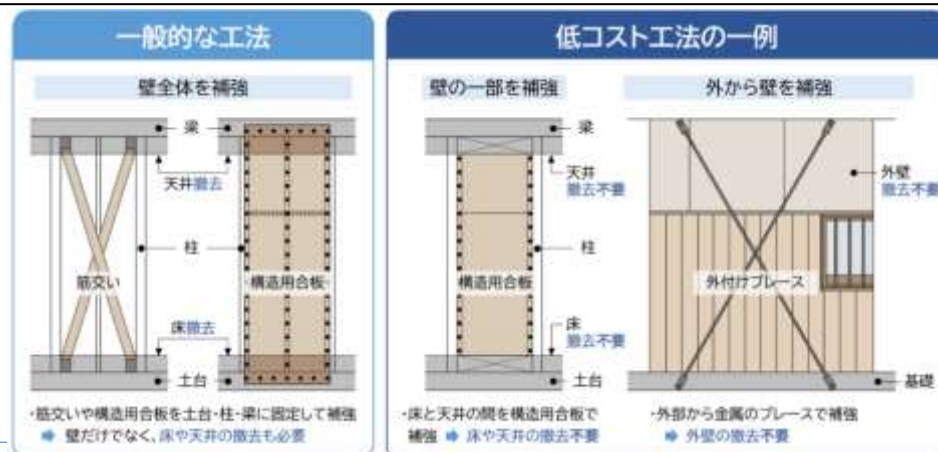 一般的な工法
壁全体を補強
梁
天井撤去
柱
筋交い
構造用合板
床撤去
土台
・筋交いや構造用合板を土台・柱・梁に固定して補強
➡ 壁だけでなく、床や天井の撤去も必要
低コスト工法の一例
壁の一部を補強
梁
天井
撤去不要
柱
構造用合板
床
撤去不要
土台
・床と天井の間を構造用合板で
補強 ➡ 床や天井の撤去不要
外から壁を補強
外壁
撤去不要
外付けブレース
基礎
・外部から金属のブレースで補強
➡ 外壁の撤去不要